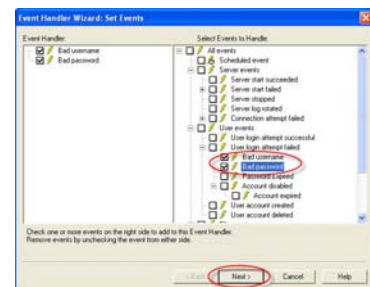 Event Handler Wizard: Set Events
Event Handler:
Bad username
Bad password
Select Events to Handle:
All events
Scheduled event
Server events
Server start succeeded
Server start failed
Server stopped
Server log rotated
Connection attempt failed
User events
User login attempt successful
User login attempt failed
Bad username
Bad password
Password Expired
Account disabled
Account expired
User account created
User account deleted
Check one or more events on the right side to add to this Event Handler.
Remove events by unchecking the event from either side.
< Back
Next >
Cancel
Help